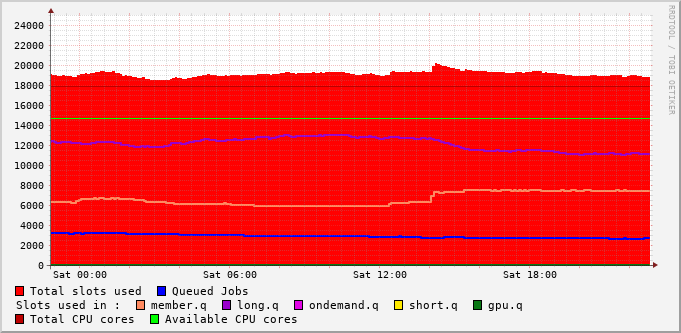 RRDTOOL / TOBI OETIKER
24000
22000
20000
18000
16000
14000
12000
10000
8000
6000
4000
2000
0
Sat 00:00 Sat 06:00 Sat 12:00 Sat 18:00
Total slots used Queued Jobs
Slots used in : member.q long.q ondemand.q short.q gpu.q
Total CPU cores Available CPU cores